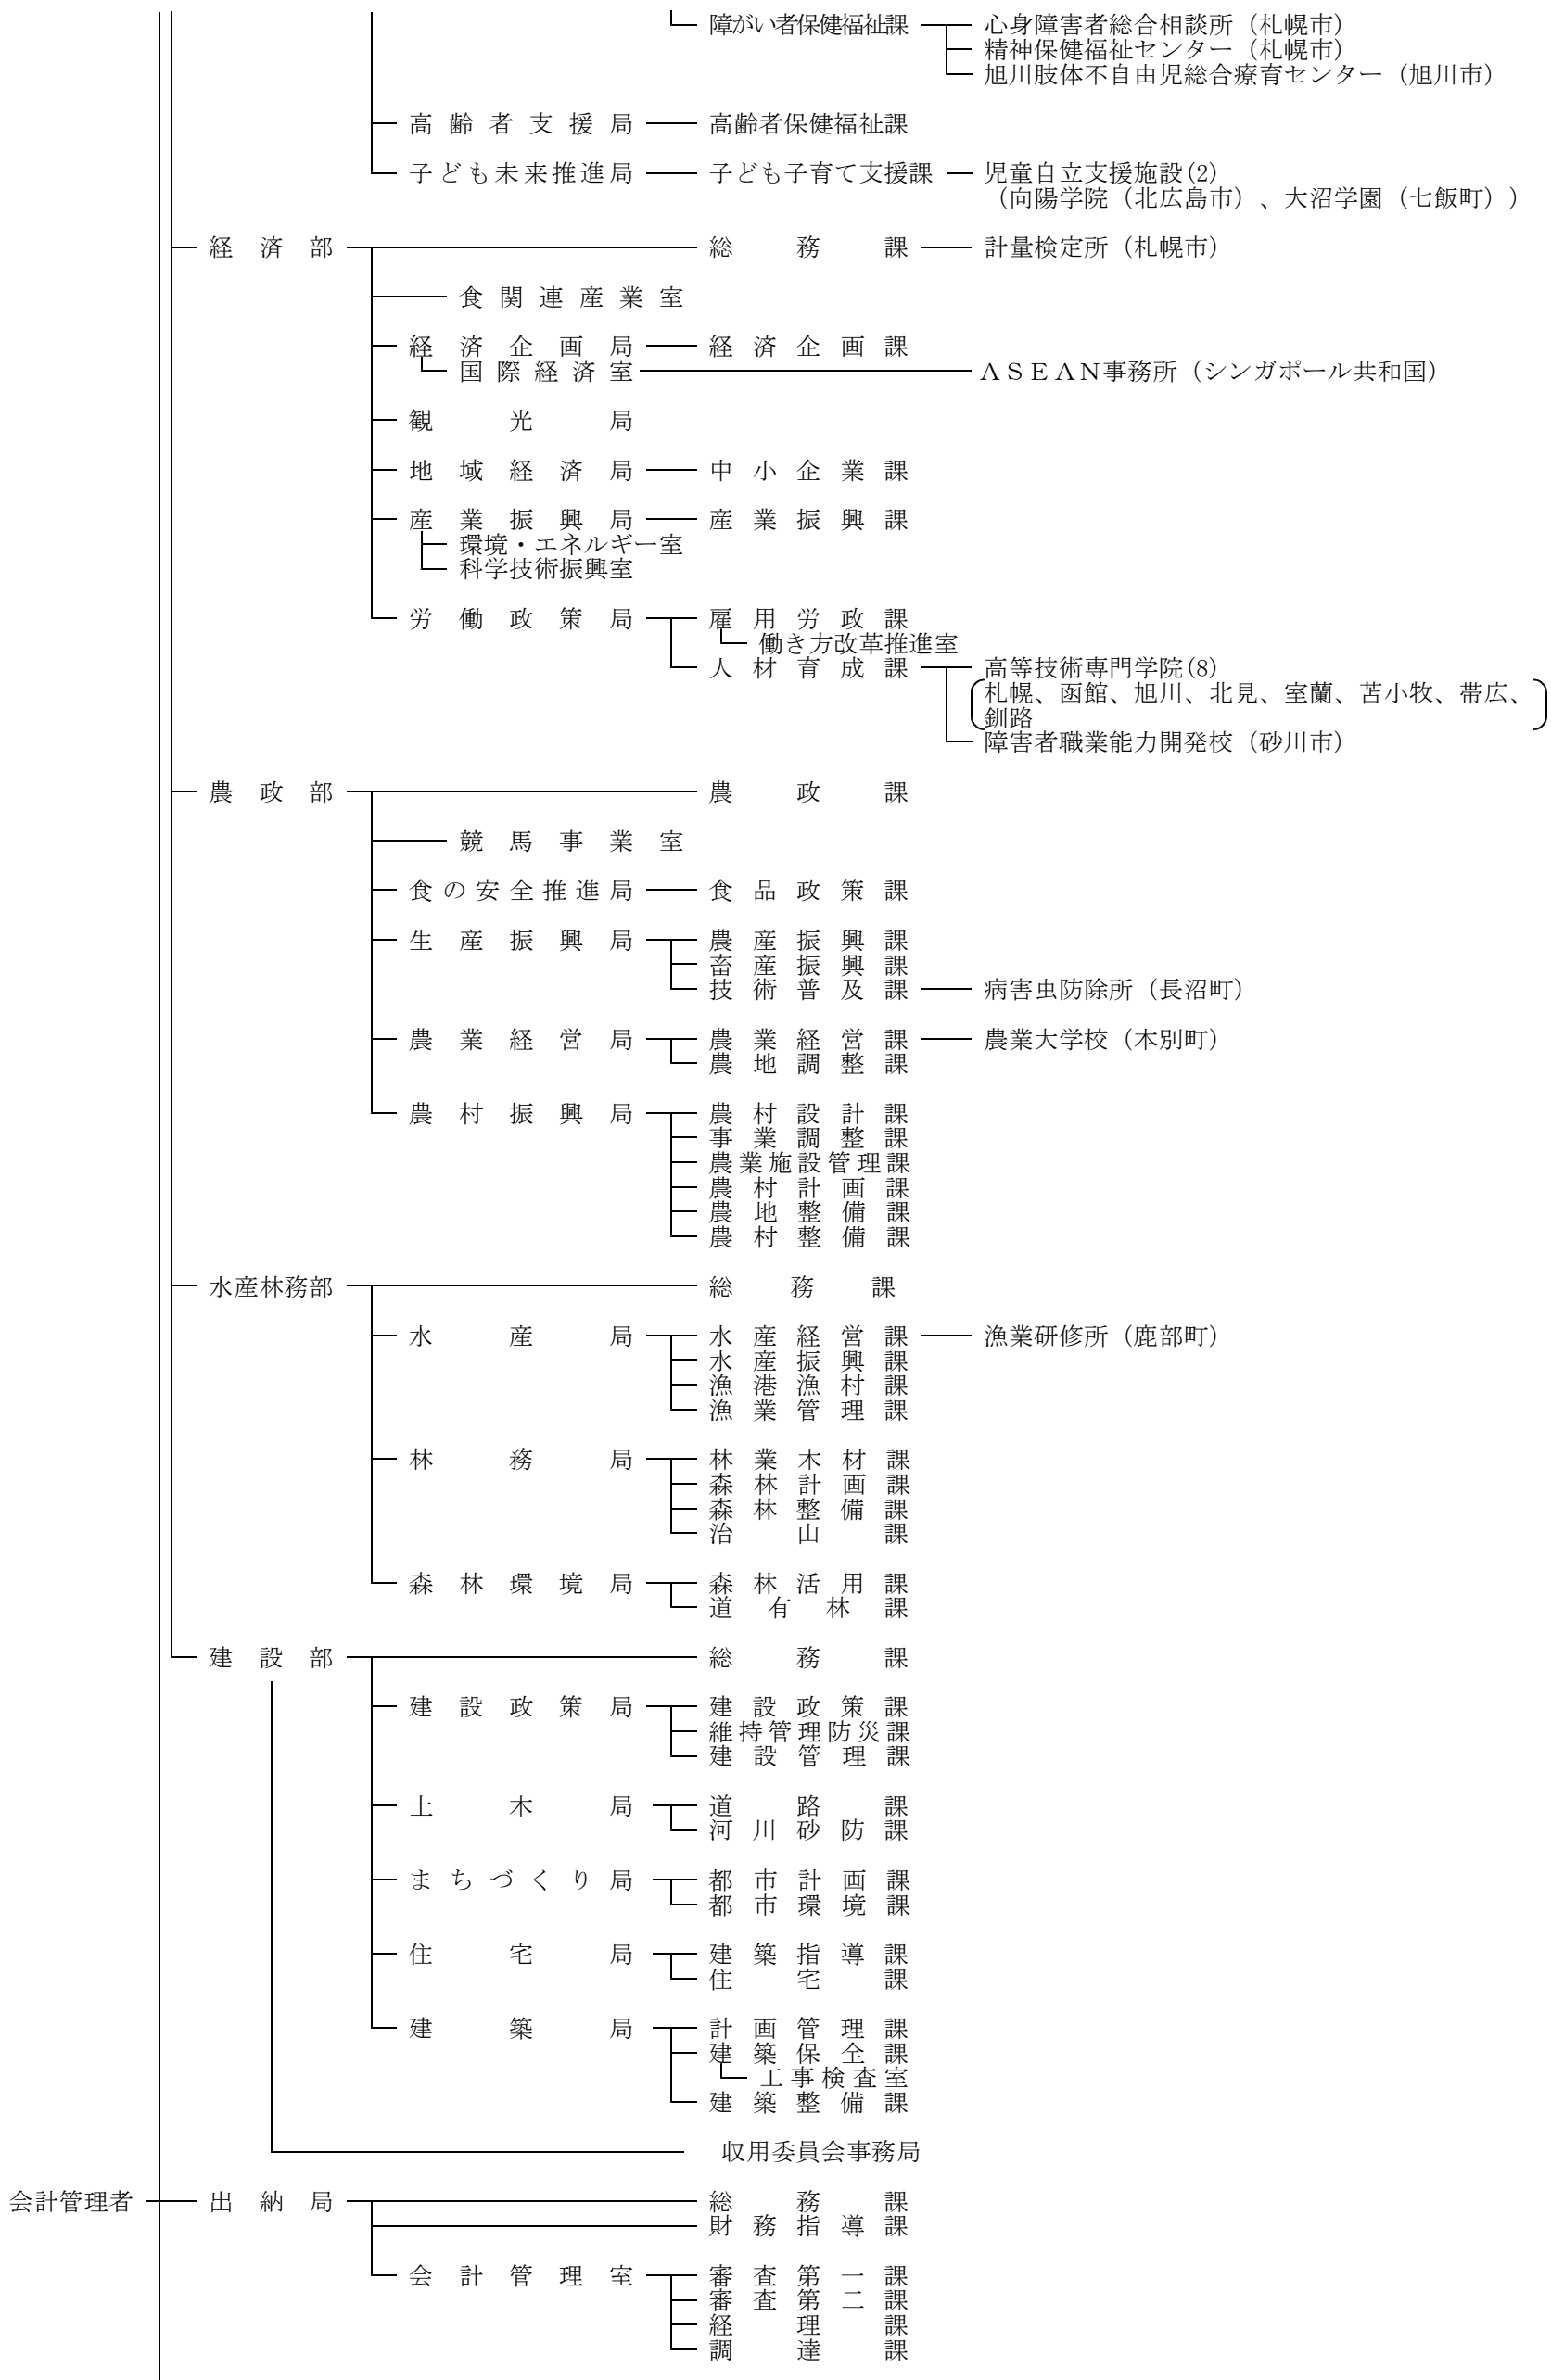 障がい者保健福祉課 心身障害者総合相談所（札幌市）
精神保健福祉センター（札幌市）
旭川肢体不自由児総合療育センター（旭川市）
高齢者支援局 高齢者保健福祉課
子ども未来推進局 子ども子育て支援課 児童自立支援施設(2)
（向陽学院（北広島市）、大沼学園（七飯町））
経済部 総務課 計量検定所（札幌市）
食関連産業室
経済企画局 経済企画課
国際経済室 ＡＳＥＡＮ事務所（シンガポール共和国）
観光局
地域経済局 中小企業課
産業振興局 産業振興課
環境・エネルギー室
科学技術振興室
労働政策局 雇用労政課
働き方改革推進室
人材育成課 高等技術専門学院(8)
札幌、函館、旭川、北見、室蘭、苫小牧、帯広、
釧路
障害者職業能力開発校（砂川市）
農政部 農政課
競馬事業室
食の安全推進局 食品政策課
生産振興局 農産振興課
畜産振興課
技術普及課 病害虫防除所（長沼町）
農業経営局 農業経営課 農業大学校（本別町）
農地調整課
農村振興局 農村設計課
事業調整課
農業施設管理課
農村計画課
農地整備課
農村整備課
水産林務部 総務課
水産局 水産経営課 漁業研修所（鹿部町）
水産振興課
漁港漁村課
漁業管理課
林務局 林業木材課
森林計画課
森林整備課
治山課
森林環境局 森林活用課
道有林課
建設部 総務課
建設政策局 建設政策課
維持管理防災課
建設管理課
土木局 道路課
河川砂防課
まちづくり局 都市計画課
都市環境課
住宅局 建築指導課
住宅課
建築局 計画管理課
建築保全課
工事検査室
建築整備課
収用委員会事務局
会計管理者 出納局 総務課
財務指導課
会計管理室 審査第一課
審査第二課
経理課
調達課